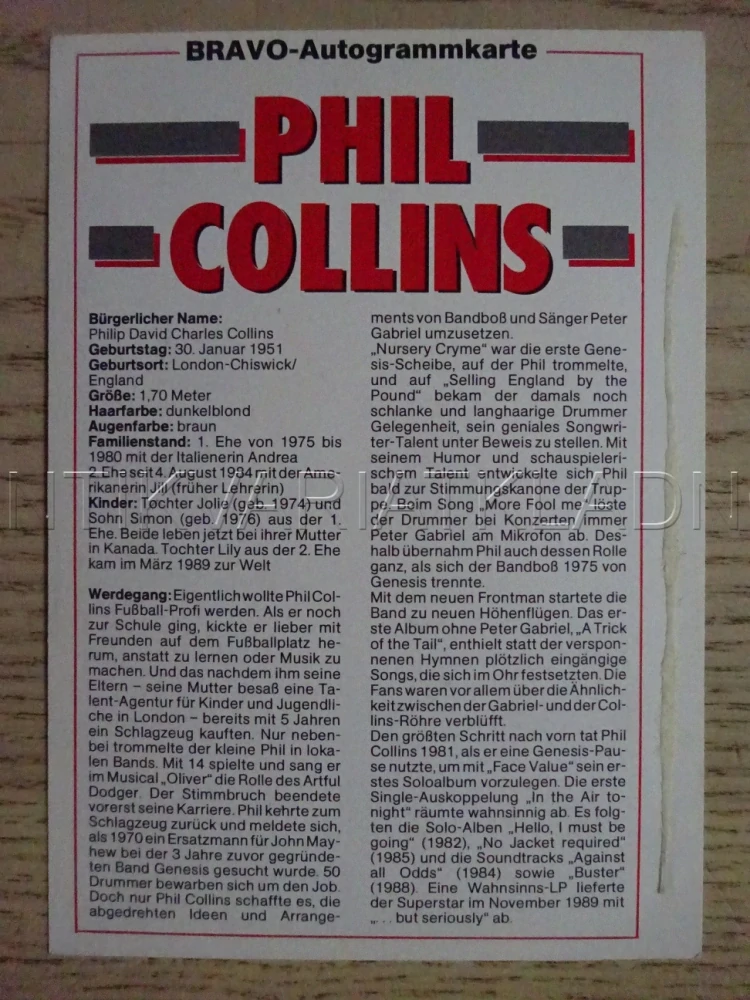 BRAVO-Autogrammkarte
PHIL
COLLINS
Bürgerlicher Name:
Philip David Charles Collins
Geburtstag: 30. Januar 1951
Geburtsort: London-Chiswick/
England
Größe: 1,70 Meter
Haarfarbe: dunkelblond
Augenfarbe: braun
Familienstand: 1. Ehe von 1975 bis
1980 mit der Italienerin Andrea
2. Ehe seit 4. August 1984 mit der Ame-
rikanerin Jill (früher Lehrerin)
Kinder: Tochter Jolie (geb. 1974) und
Sohn Simon (geb. 1976) aus der 1.
Ehe. Beide leben jetzt bei ihrer Mutter
in Kanada. Tochter Lily aus der 2. Ehe
kam im März 1989 zur Welt
Werdegang: Eigentlich wollte Phil Col-
lins Fußball-Profi werden. Als er noch
zur Schule ging, kickte er lieber mit
Freunden auf dem Fußballplatz he-
rum, anstatt zu lernen oder Musik zu
machen. Und das nachdem ihm seine
Eltern – seine Mutter besaß eine Ta-
lent-Agentur für Kinder und Jugendli-
che in London – bereits mit 5 Jahren
ein Schlagzeug kauften. Nur neben-
bei trommelte der kleine Phil in loka-
len Bands. Mit 14 spielte und sang er
im Musical „Oliver“ die Rolle des Artful
Dodger. Der Stimmbruch beendete
vorerst seine Karriere. Phil kehrte zum
Schlagzeug zurück und meldete sich,
als 1970 ein Ersatzmann für John May-
hew bei der 3 Jahre zuvor gegründe-
ten Band Genesis gesucht wurde. 50
Drummer bewarben sich um den Job.
Doch nur Phil Collins schaffte es, die
abgedrehten Ideen und Arrange-
ments von Bandboß und Sänger Peter
Gabriel umzusetzen.
„Nursery Cryme“ war die erste Gene-
sis-Scheibe, auf der Phil trommelte,
und auf „Selling England by the
Pound“ bekam der damals noch
schlanke und langhaarige Drummer
Gelegenheit, sein geniales Songwri-
ter-Talent unter Beweis zu stellen. Mit
seinem Humor und schauspieleri-
schem Talent entwickelte sich Phil
bald zur Stimmungskanone der Trup-
pe. Beim Song „More Fool me“ löste
der Drummer bei Konzerten immer
Peter Gabriel am Mikrofon ab. Des-
halb übernahm Phil auch dessen Rolle
ganz, als sich der Bandboß 1975 von
Genesis trennte.
Mit dem neuen Frontman startete die
Band zu neuen Höhenflügen. Das er-
ste Album ohne Peter Gabriel, „A Trick
of the Tail“, enthielt statt der verspon-
nenen Hymnen plötzlich eingängige
Songs, die sich im Ohr festsetzten. Die
Fans waren vor allem über die Ähnlich-
keit zwischen der Gabriel- und der Col-
lins-Röhre verblüfft.
Den größten Schritt nach vorn tat Phil
Collins 1981, als er eine Genesis-Pau-
se nutzte, um mit „Face Value“ sein er-
stes Soloalbum vorzulegen. Die erste
Single-Auskoppelung „In the Air to-
night“ räumte wahnsinnig ab. Es folg-
ten die Solo-Alben „Hello, I must be
going“ (1982), „No Jacket required“
(1985) und die Soundtracks „Against
all Odds“ (1984) sowie „Buster“
(1988). Eine Wahnsinns-LP lieferte
der Superstar im November 1989 mit
„. . . but seriously“ ab.